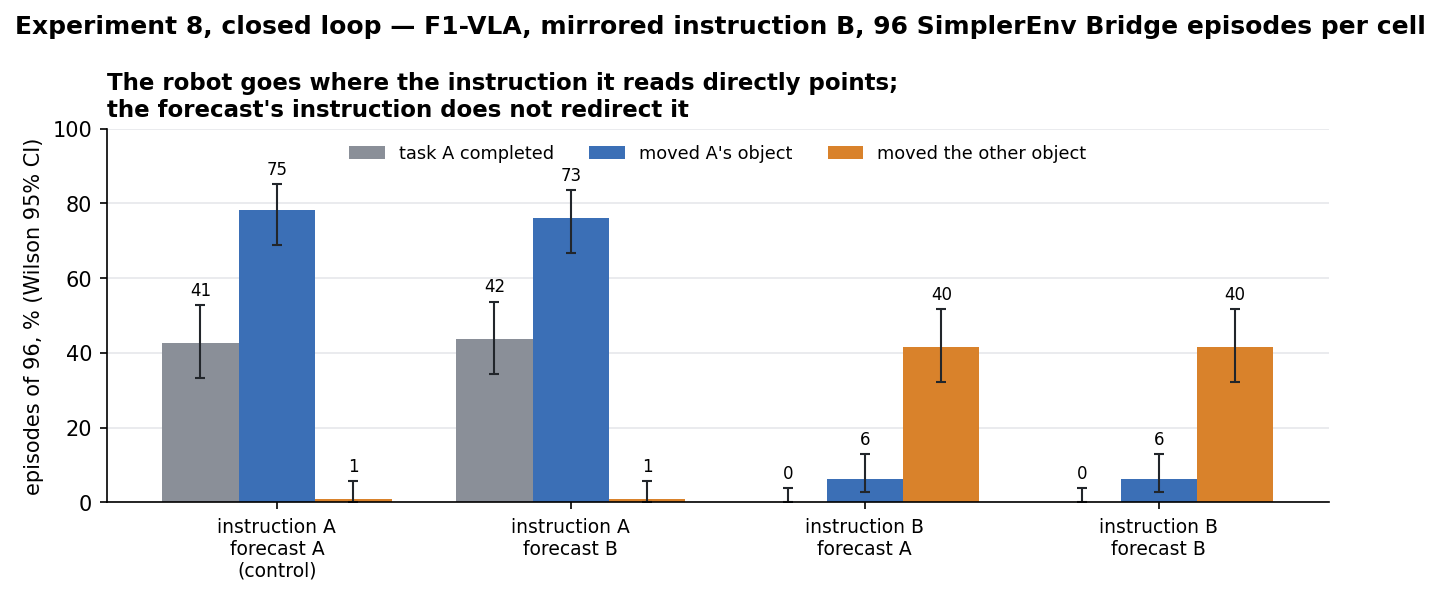 Experiment 8, closed loop — F1-VLA, mirrored instruction B, 96 SimplerEnv Bridge episodes per cell
The robot goes where the instruction it reads directly points;
the forecast's instruction does not redirect it
episodes of 96, % (Wilson 95% CI)
100
80
60
40
20
0
task A completed
moved A's object
moved the other object
41
75
1
42
73
1
0
6
40
0
6
40
instruction A
forecast A
(control)
instruction A
forecast B
instruction B
forecast A
instruction B
forecast B